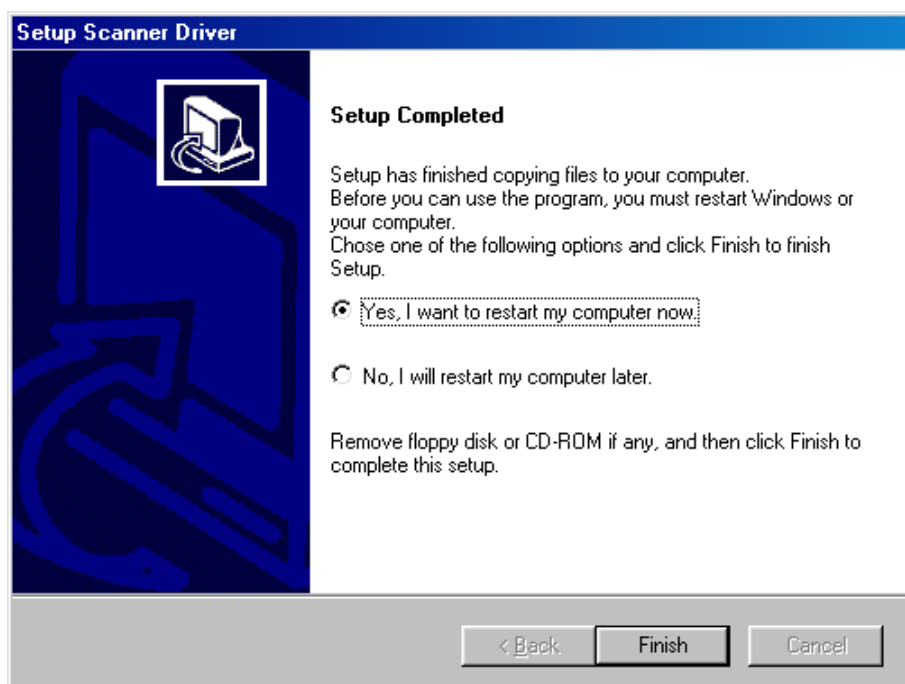 Setup Scanner Driver
Setup Completed
Setup has finished copying files to your computer.
Before you can use the program, you must restart Windows or
your computer.
Chose one of the following options and click Finish to finish
Setup.
Yes, I want to restart my computer now.
No, I will restart my computer later.
Remove floppy disk or CD-ROM if any, and then click Finish to
complete this setup.
< Back Finish Cancel